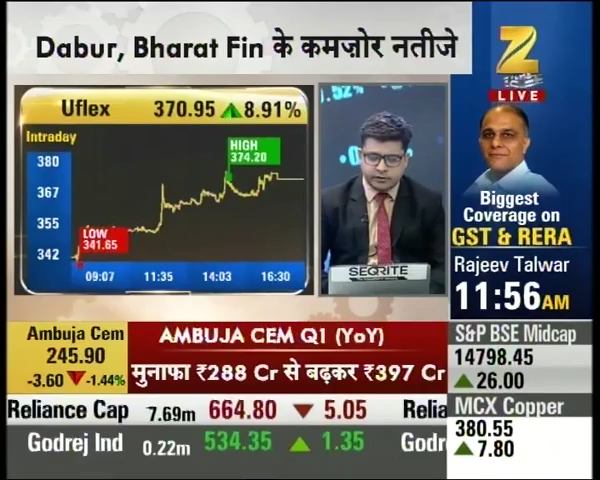 Dabur, Bharat Fin के कमज़ोर नतीजे
Z
LIVE
Uflex 370.95 8.91%
Intraday
380
367
355
342
HIGH
374.20
LOW
341.65
09:07 11:35 14:03 16:30
SEQRITE
Biggest
Coverage on
GST & RERA
Rajeev Talwar
11:56AM
Ambuja Cem
245.90
-3.60 -1.44%
AMBUJA CEM Q1 (YoY)
मुनाफा ₹288 Cr से बढ़कर ₹397 Cr
S&P BSE Midcap
14798.45
26.00
Reliance Cap 7.69m 664.80 5.05 Relia
Godrej Ind 0.22m 534.35 1.35 Godr
MCX Copper
380.55
7.80